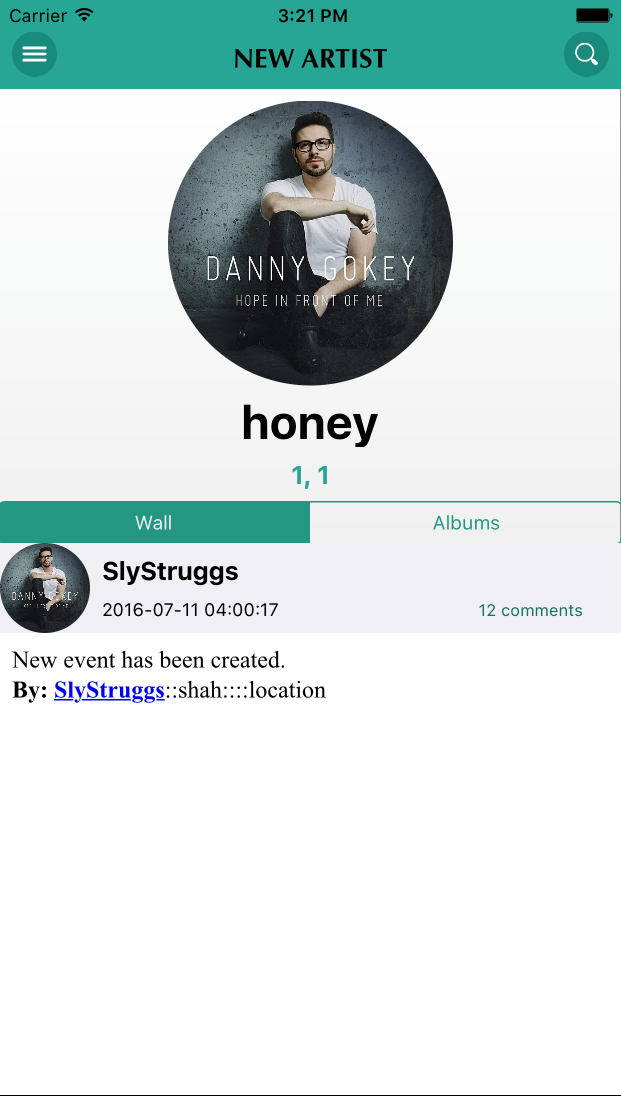 Carrier 3:21 PM
NEW ARTIST
DANNY GOKEY
HOPE IN FRONT OF ME
honey
1, 1
Wall Albums
DANNY GOKEY
SlyStruggs
2016-07-11 04:00:17 12 comments
New event has been created.
By: SlyStruggs::shah::::location